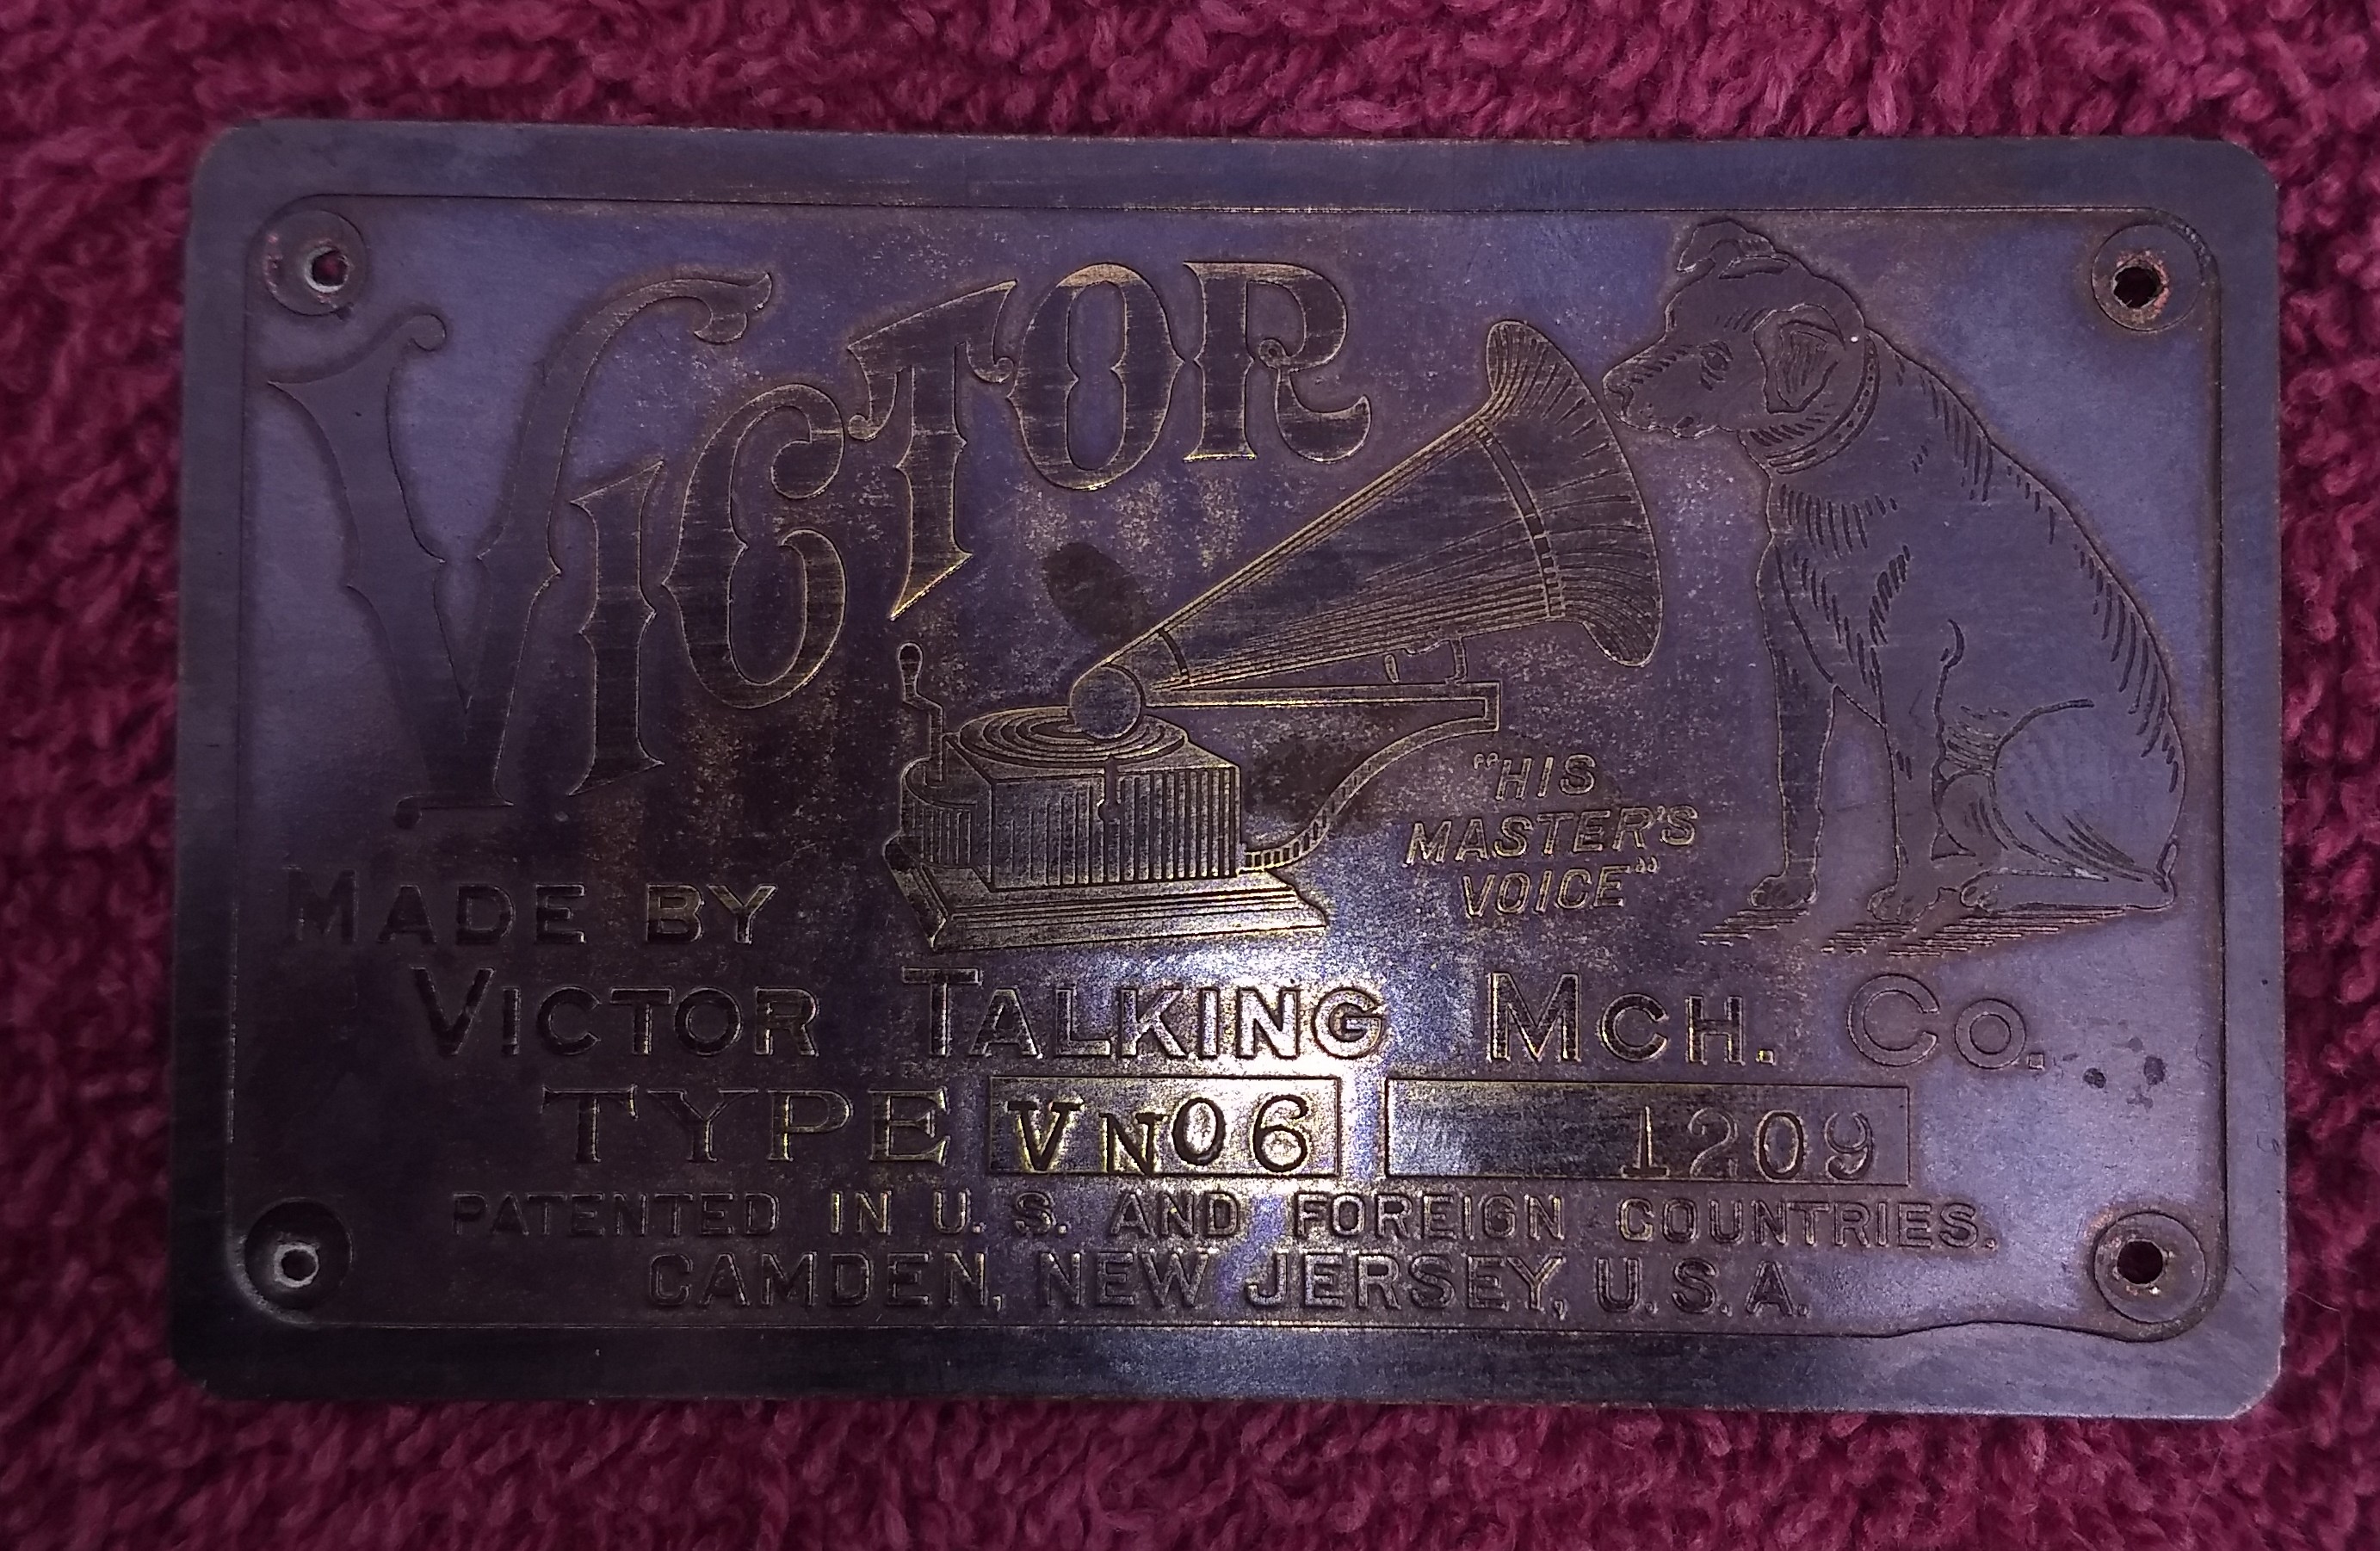 VICTOR
"HIS
MASTER'S
VOICE"
MADE BY
VICTOR TALKING MCH. CO.
TYPE VNO6 1209
PATENTED IN U. S. AND FOREIGN COUNTRIES.
CAMDEN, NEW JERSEY, U.S.A.